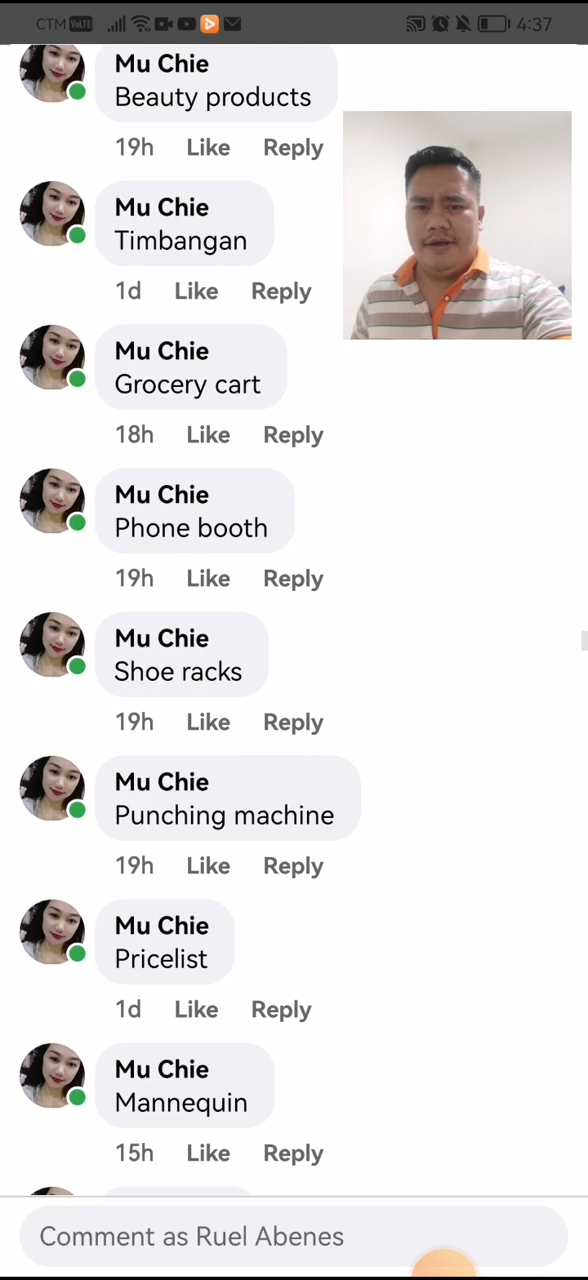 CTM VoLTE 4:37
Mu Chie
Beauty products
19h Like Reply
Mu Chie
Timbangan
1d Like Reply
Mu Chie
Grocery cart
18h Like Reply
Mu Chie
Phone booth
19h Like Reply
Mu Chie
Shoe racks
19h Like Reply
Mu Chie
Punching machine
19h Like Reply
Mu Chie
Pricelist
1d Like Reply
Mu Chie
Mannequin
15h Like Reply
Comment as Ruel Abenes